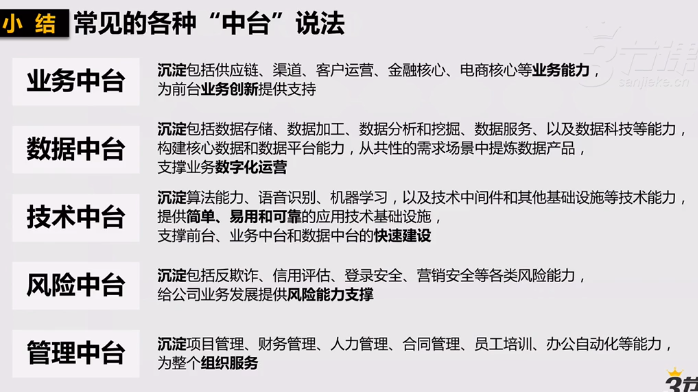 小 结
常见的各种“中台”说法
3节课
sanjieke.cn
业务中台
沉淀包括供应链、渠道、客户运营、金融核心、电商核心等业务能力，
为前台业务创新提供支持
数据中台
沉淀包括数据存储、数据加工、数据分析和挖掘、数据服务、以及数据科技等能力，
构建核心数据和数据平台能力，从共性的需求场景中提炼数据产品，
支撑业务数字化运营
技术中台
沉淀算法能力、语音识别、机器学习，以及技术中间件和其他基础设施等技术能力，
提供简单、易用和可靠的应用技术基础设施，
支撑前台、业务中台和数据中台的快速建设
风险中台
沉淀包括反欺诈、信用评估、登录安全、营销安全等各类风险能力，
给公司业务发展提供风险能力支撑
管理中台
沉淀项目管理、财务管理、人力管理、合同管理、员工培训、办公自动化等能力，
为整个组织服务